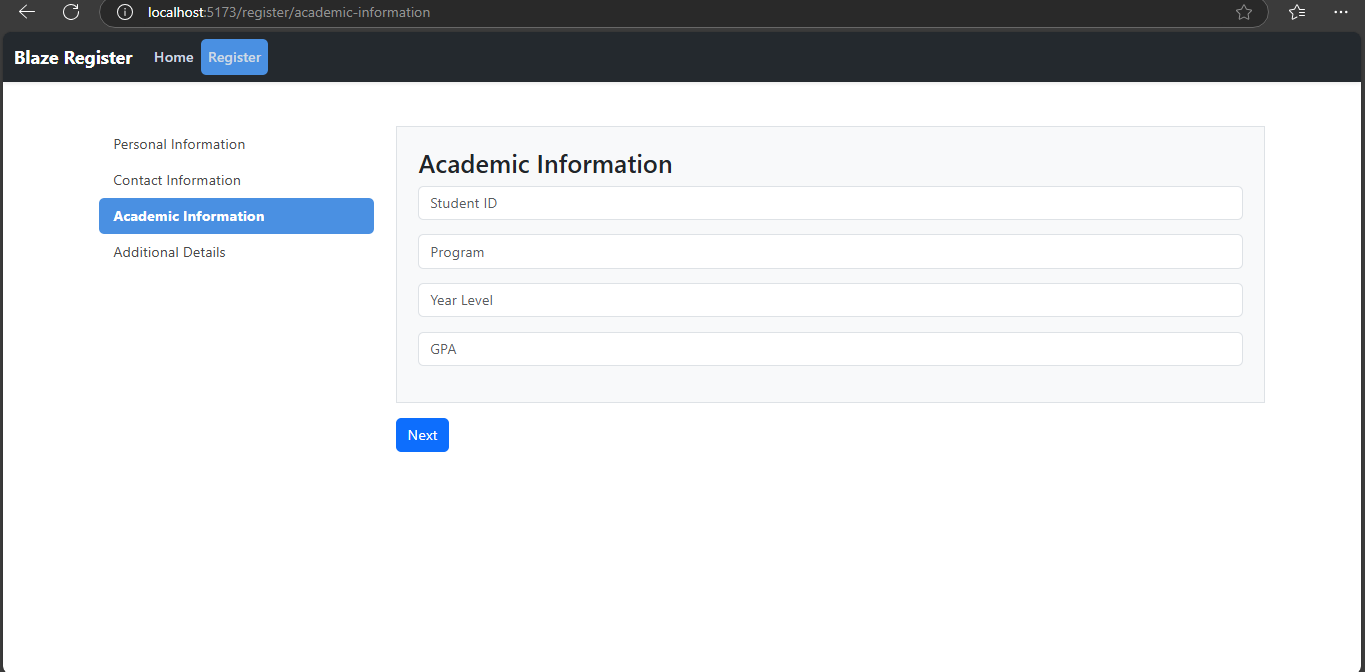 localhost:5173/register/academic-information
Blaze Register Home Register
Personal Information
Contact Information
Academic Information
Additional Details
Academic Information
Student ID
Program
Year Level
GPA
Next